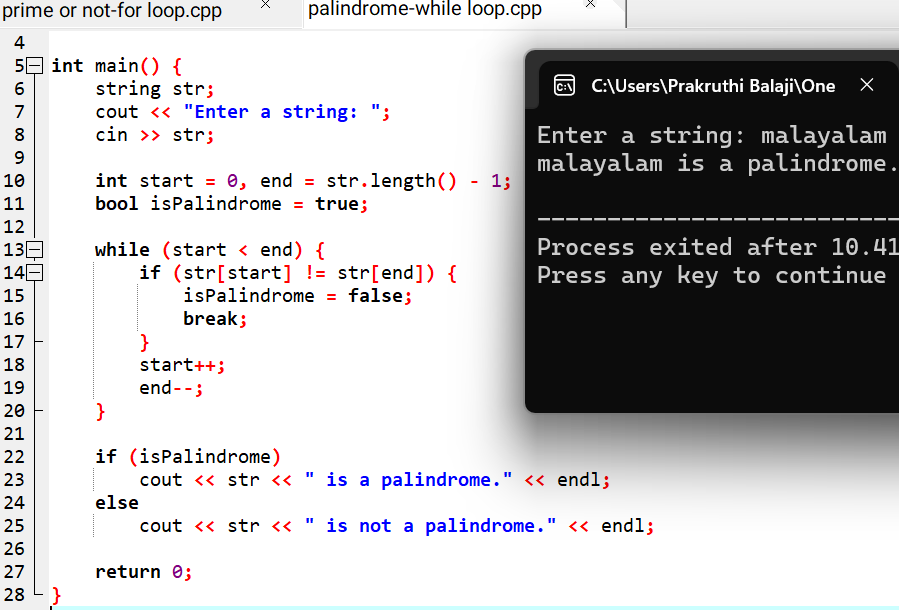 prime or not-for loop.cpp × palindrome-while loop.cpp ×
4
5 int main() {
6 string str;
7 cout << "Enter a string: ";
8 cin >> str;
9
10 int start = 0, end = str.length() - 1;
11 bool isPalindrome = true;
12
13 while (start < end) {
14 if (str[start] != str[end]) {
15 isPalindrome = false;
16 break;
17 }
18 start++;
19 end--;
20 }
21
22 if (isPalindrome)
23 cout << str << " is a palindrome." << endl;
24 else
25 cout << str << " is not a palindrome." << endl;
26
27 return 0;
28 }
C:\Users\Prakruthi Balaji\One ×
Enter a string: malayalam
malayalam is a palindrome.
--------------------------
Process exited after 10.41
Press any key to continue